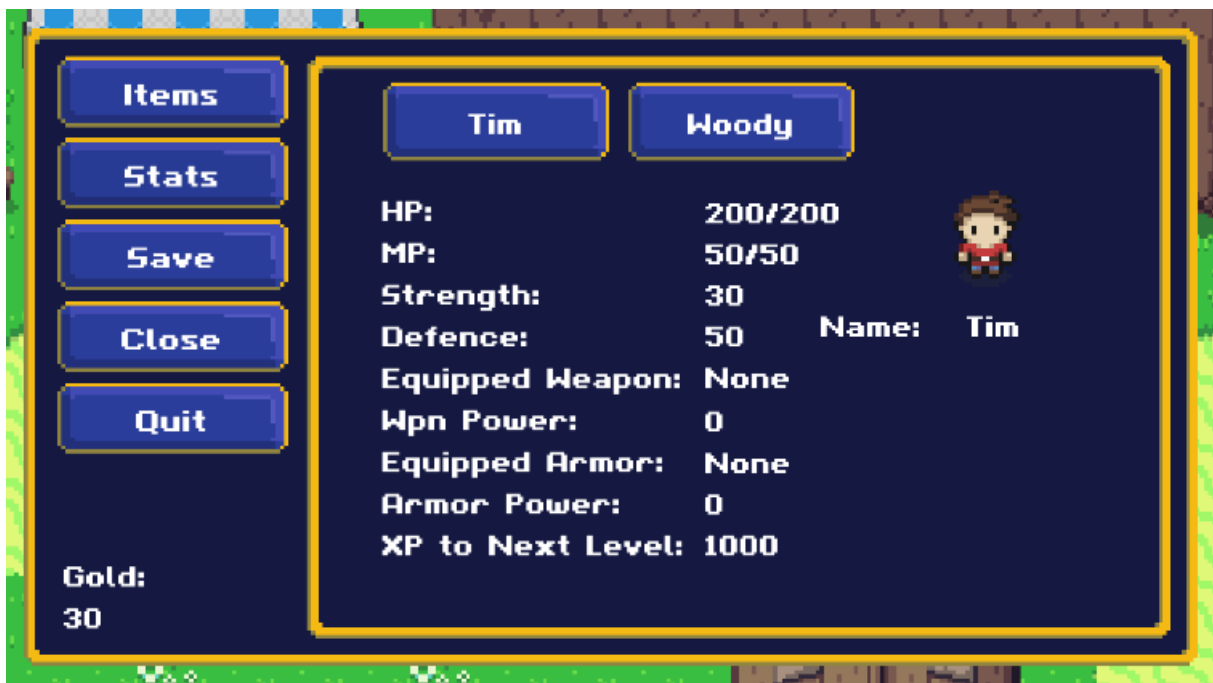 Items
Stats
Save
Close
Quit
Gold:
30
Tim Woody
HP: 200/200
MP: 50/50
Strength: 30
Defence: 50
Equipped Weapon: None
Wpn Power: 0
Equipped Armor: None
Armor Power: 0
XP to Next Level: 1000
Name: Tim